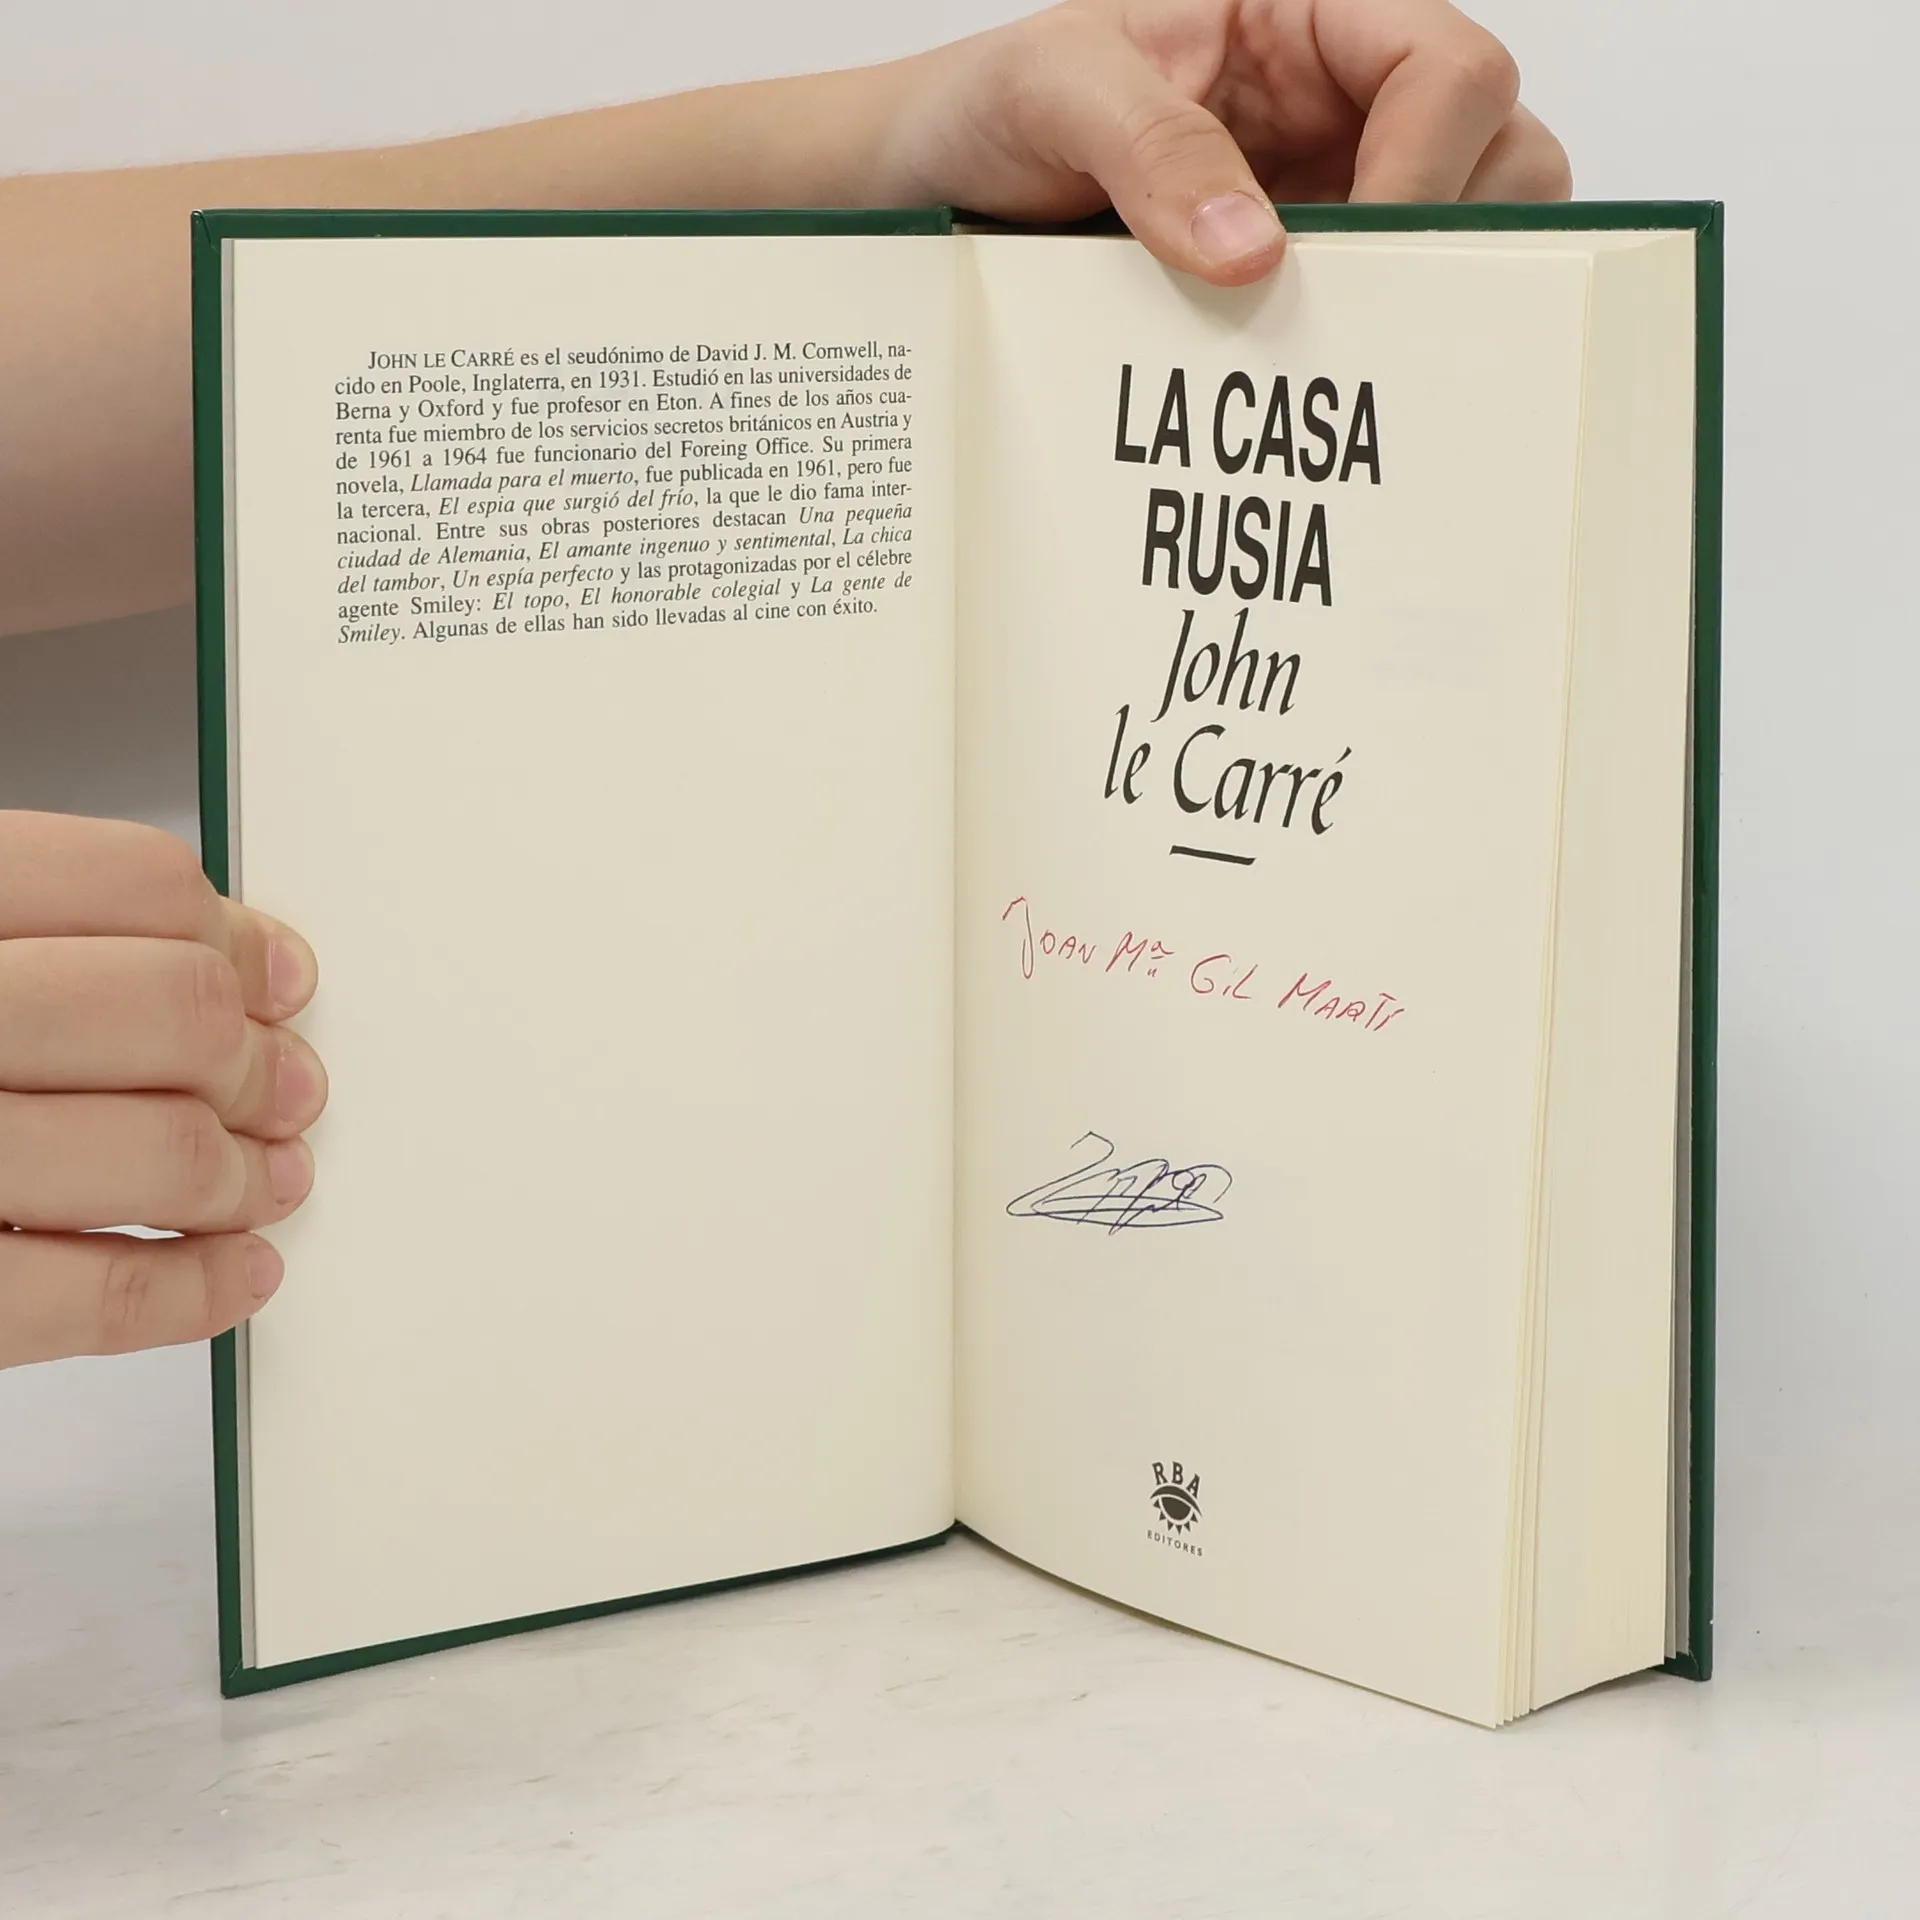 JOHN LE CARRÉ es el seudónimo de David J. M. Cornwell, na-
cido en Poole, Inglaterra, en 1931. Estudió en las universidades de
Berna y Oxford y fue profesor en Eton. A fines de los años cua-
renta fue miembro de los servicios secretos británicos en Austria y
de 1961 a 1964 fue funcionario del Foreing Office. Su primera
novela, Llamada para el muerto, fue publicada en 1961, pero fue
la tercera, El espia que surgió del frío, la que le dio fama inter-
nacional. Entre sus obras posteriores destacan Una pequeña
ciudad de Alemania, El amante ingenuo y sentimental, La chica
del tambor, Un espía perfecto y las protagonizadas por el célebre
agente Smiley: El topo, El honorable colegial y La gente de
Smiley. Algunas de ellas han sido llevadas al cine con éxito.
LA CASA
RUSIA
John
le Carré
JOAN Mª GIL MARTÍ
RBA
EDITORES